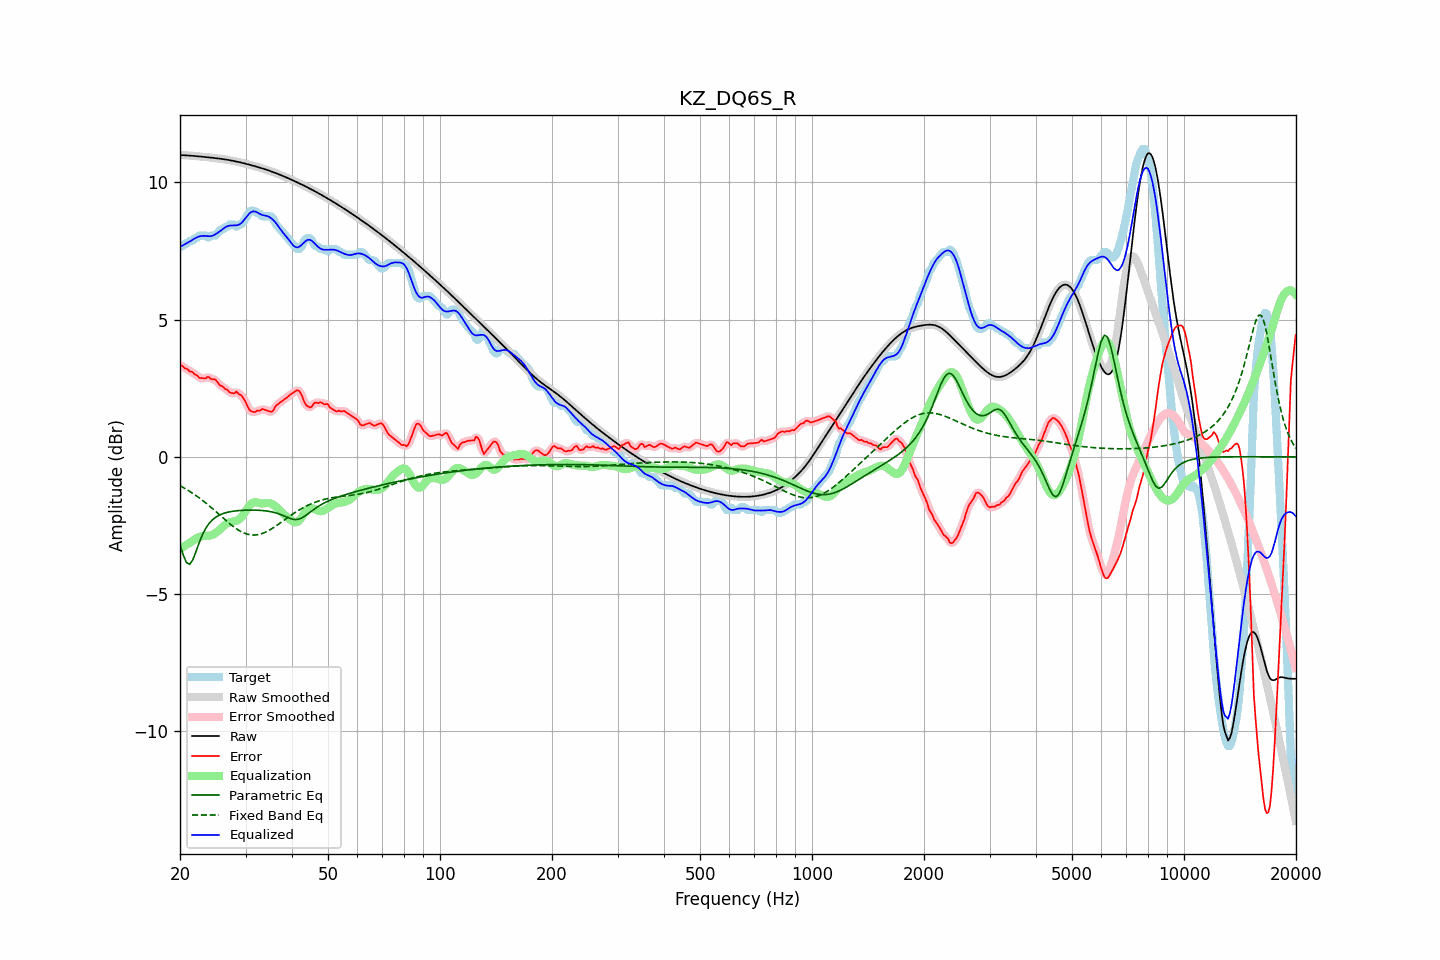 KZ_DQ6S_R
Amplitude (dBr)
10
5
0
−5
−10
Target
Raw Smoothed
Error Smoothed
Raw
Error
Equalization
Parametric Eq
Fixed Band Eq
Equalized
20
50
100
200
500
1000
2000
5000
10000
20000
Frequency (Hz)